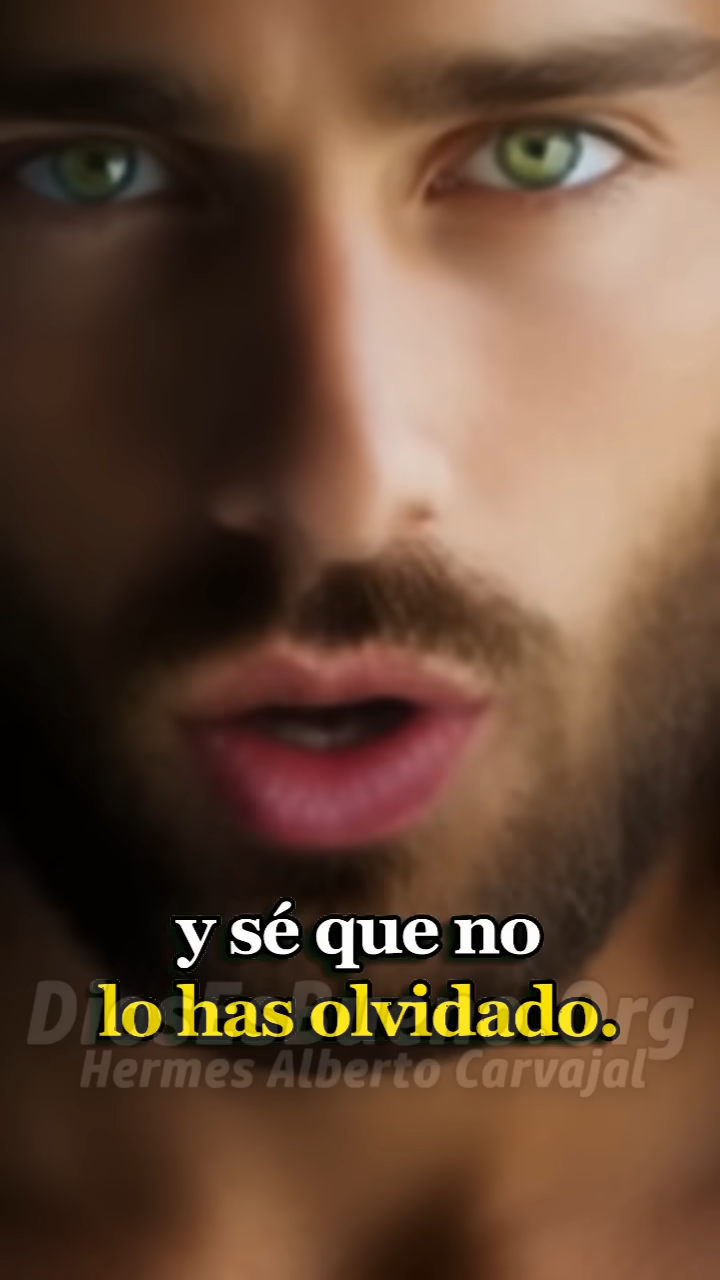 y sé que no
lo has olvidado.
DiosEsBueno.Org
Hermes Alberto Carvajal